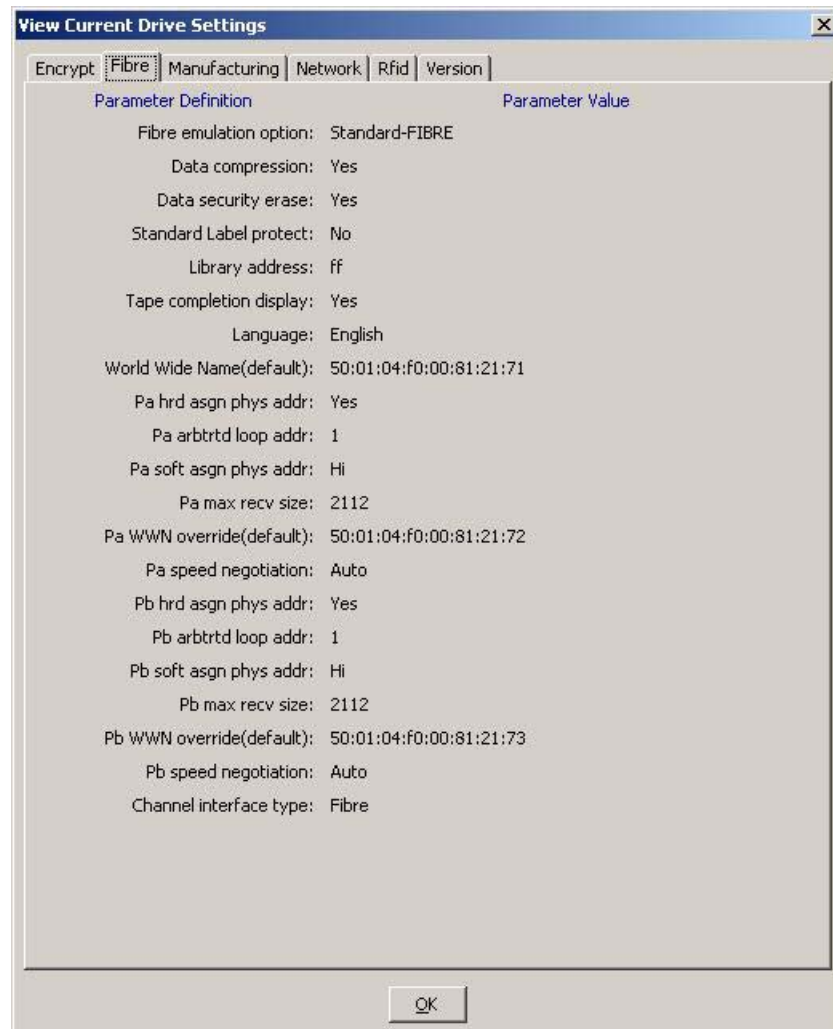 View Current Drive Settings
Encrypt Fibre Manufacturing Network Rfid Version
Parameter Definition Parameter Value
Fibre emulation option: Standard-FIBRE
Data compression: Yes
Data security erase: Yes
Standard Label protect: No
Library address: ff
Tape completion display: Yes
Language: English
World Wide Name(default): 50:01:04:f0:00:81:21:71
Pa hrd asgn phys addr: Yes
Pa arbtrtd loop addr: 1
Pa soft asgn phys addr: Hi
Pa max recv size: 2112
Pa WWN override(default): 50:01:04:f0:00:81:21:72
Pa speed negotiation: Auto
Pb hrd asgn phys addr: Yes
Pb arbtrtd loop addr: 1
Pb soft asgn phys addr: Hi
Pb max recv size: 2112
Pb WWN override(default): 50:01:04:f0:00:81:21:73
Pb speed negotiation: Auto
Channel interface type: Fibre
OK